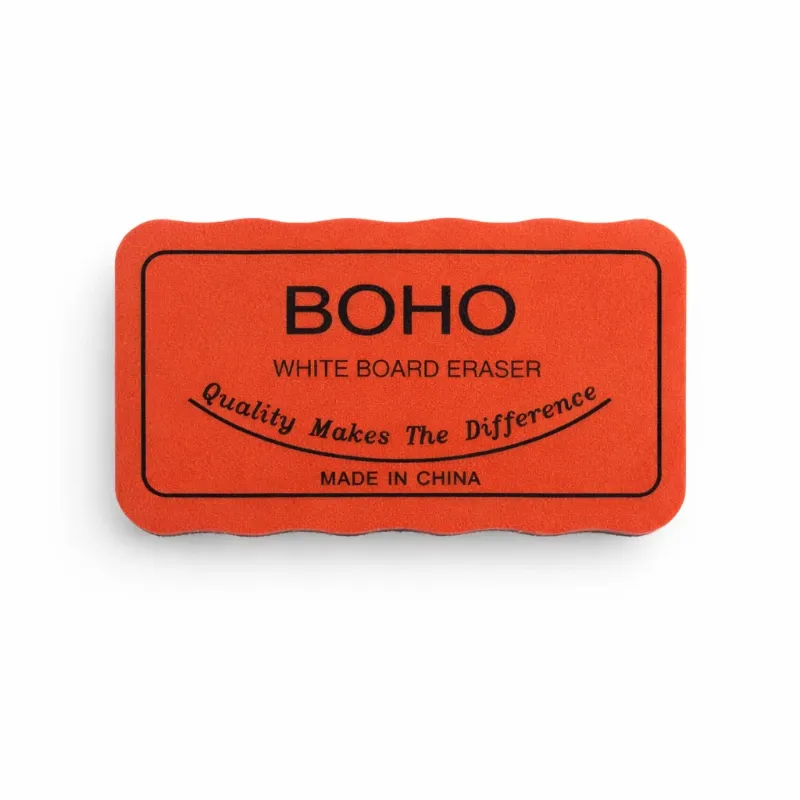 BOHO
WHITE BOARD ERASER
Quality Makes The Difference
MADE IN CHINA